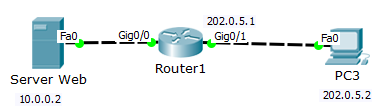 202.0.5.1
Fa0 Gig0/0 Gig0/1 Fa0
Server Web Router1 PC3
10.0.0.2 202.0.5.2